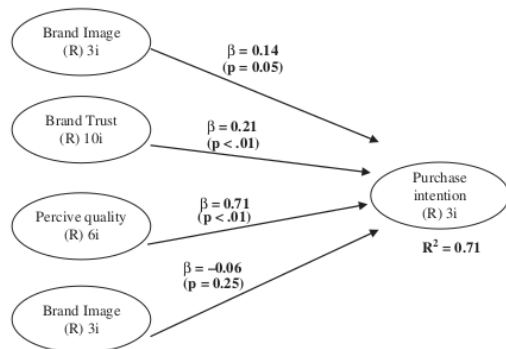 Brand Image
(R) 3i
β = 0.14
(p = 0.05)
Brand Trust
(R) 10i
β = 0.21
(p < .01)
Percive quality
(R) 6i
β = 0.71
(p < .01)
Brand Image
(R) 3i
β = –0.06
(p = 0.25)
Purchase
intention
(R) 3i
R² = 0.71